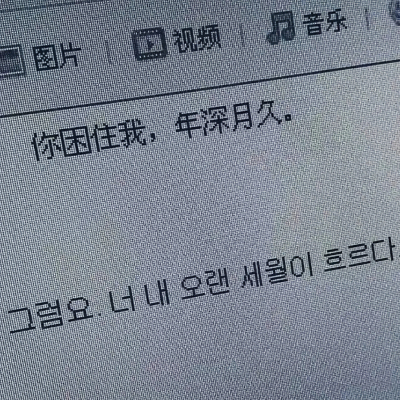 图片 视频 音乐
你困住我，年深月久。
그럼요. 너 내 오랜 세월이 흐르다.